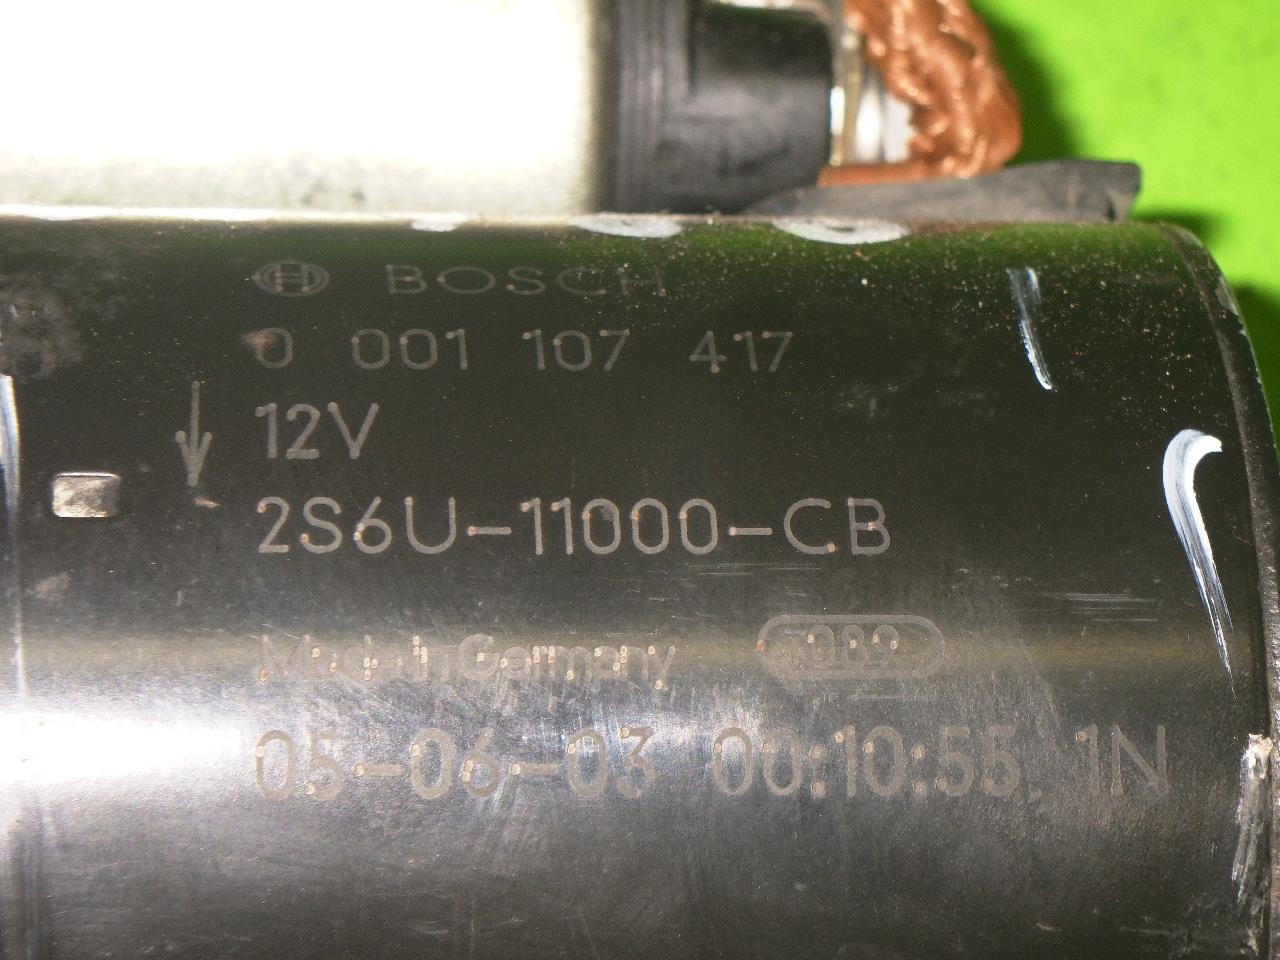 BOSCH
0 001 107 417
12V
2S6U-11000-CB
Made in Germany 082
05-06-03 00:10:55 1N